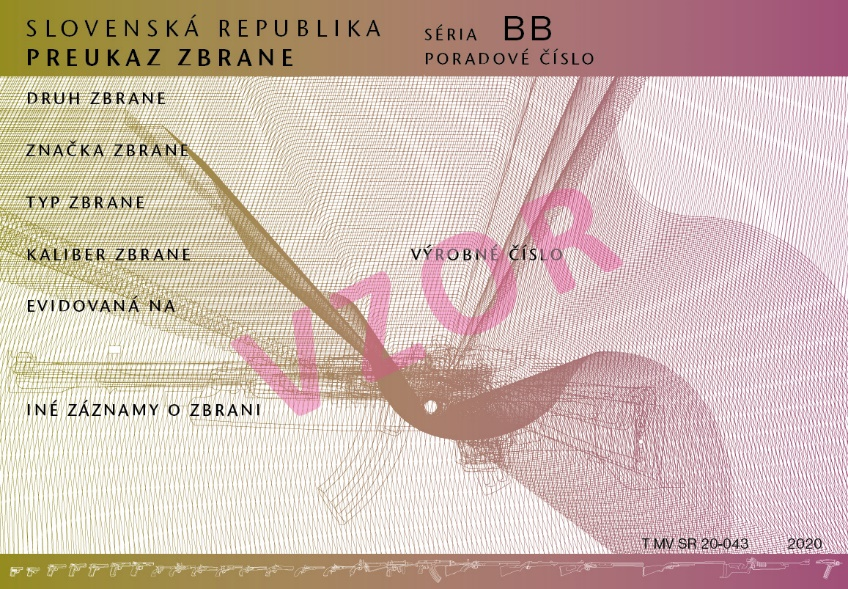 SLOVENSKÁ REPUBLIKA
PREUKAZ ZBRANE
SÉRIA BB
PORADOVÉ ČÍSLO
DRUH ZBRANE
ZNAČKA ZBRANE
TYP ZBRANE
KALIBER ZBRANE
VÝROBNÉ ČÍSLO
EVIDOVANÁ NA
VZOR
INÉ ZÁZNAMY O ZBRANI
T MV SR 20-043 2020